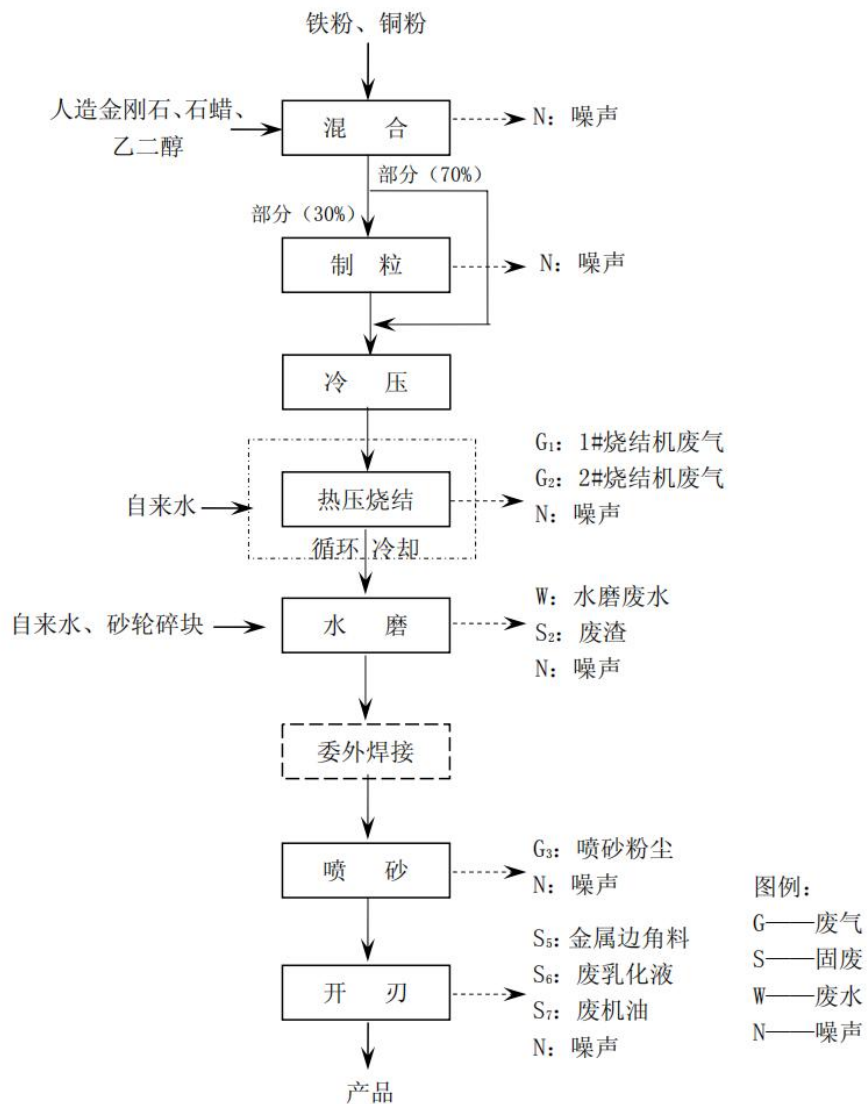 铁粉、铜粉
人造金刚石、石蜡、
乙二醇
混 合
N：噪声
部分（70%）
部分（30%）
制 粒
N：噪声
冷 压
自来水
热压烧结
循环 冷却
G₁：1#烧结机废气
G₂：2#烧结机废气
N：噪声
自来水、砂轮碎块
水 磨
W：水磨废水
S₂：废渣
N：噪声
委外焊接
喷 砂
G₃：喷砂粉尘
N：噪声
开 刃
S₅：金属边角料
S₆：废乳化液
S₇：废机油
N：噪声
产品
图例：
G——废气
S——固废
W——废水
N——噪声